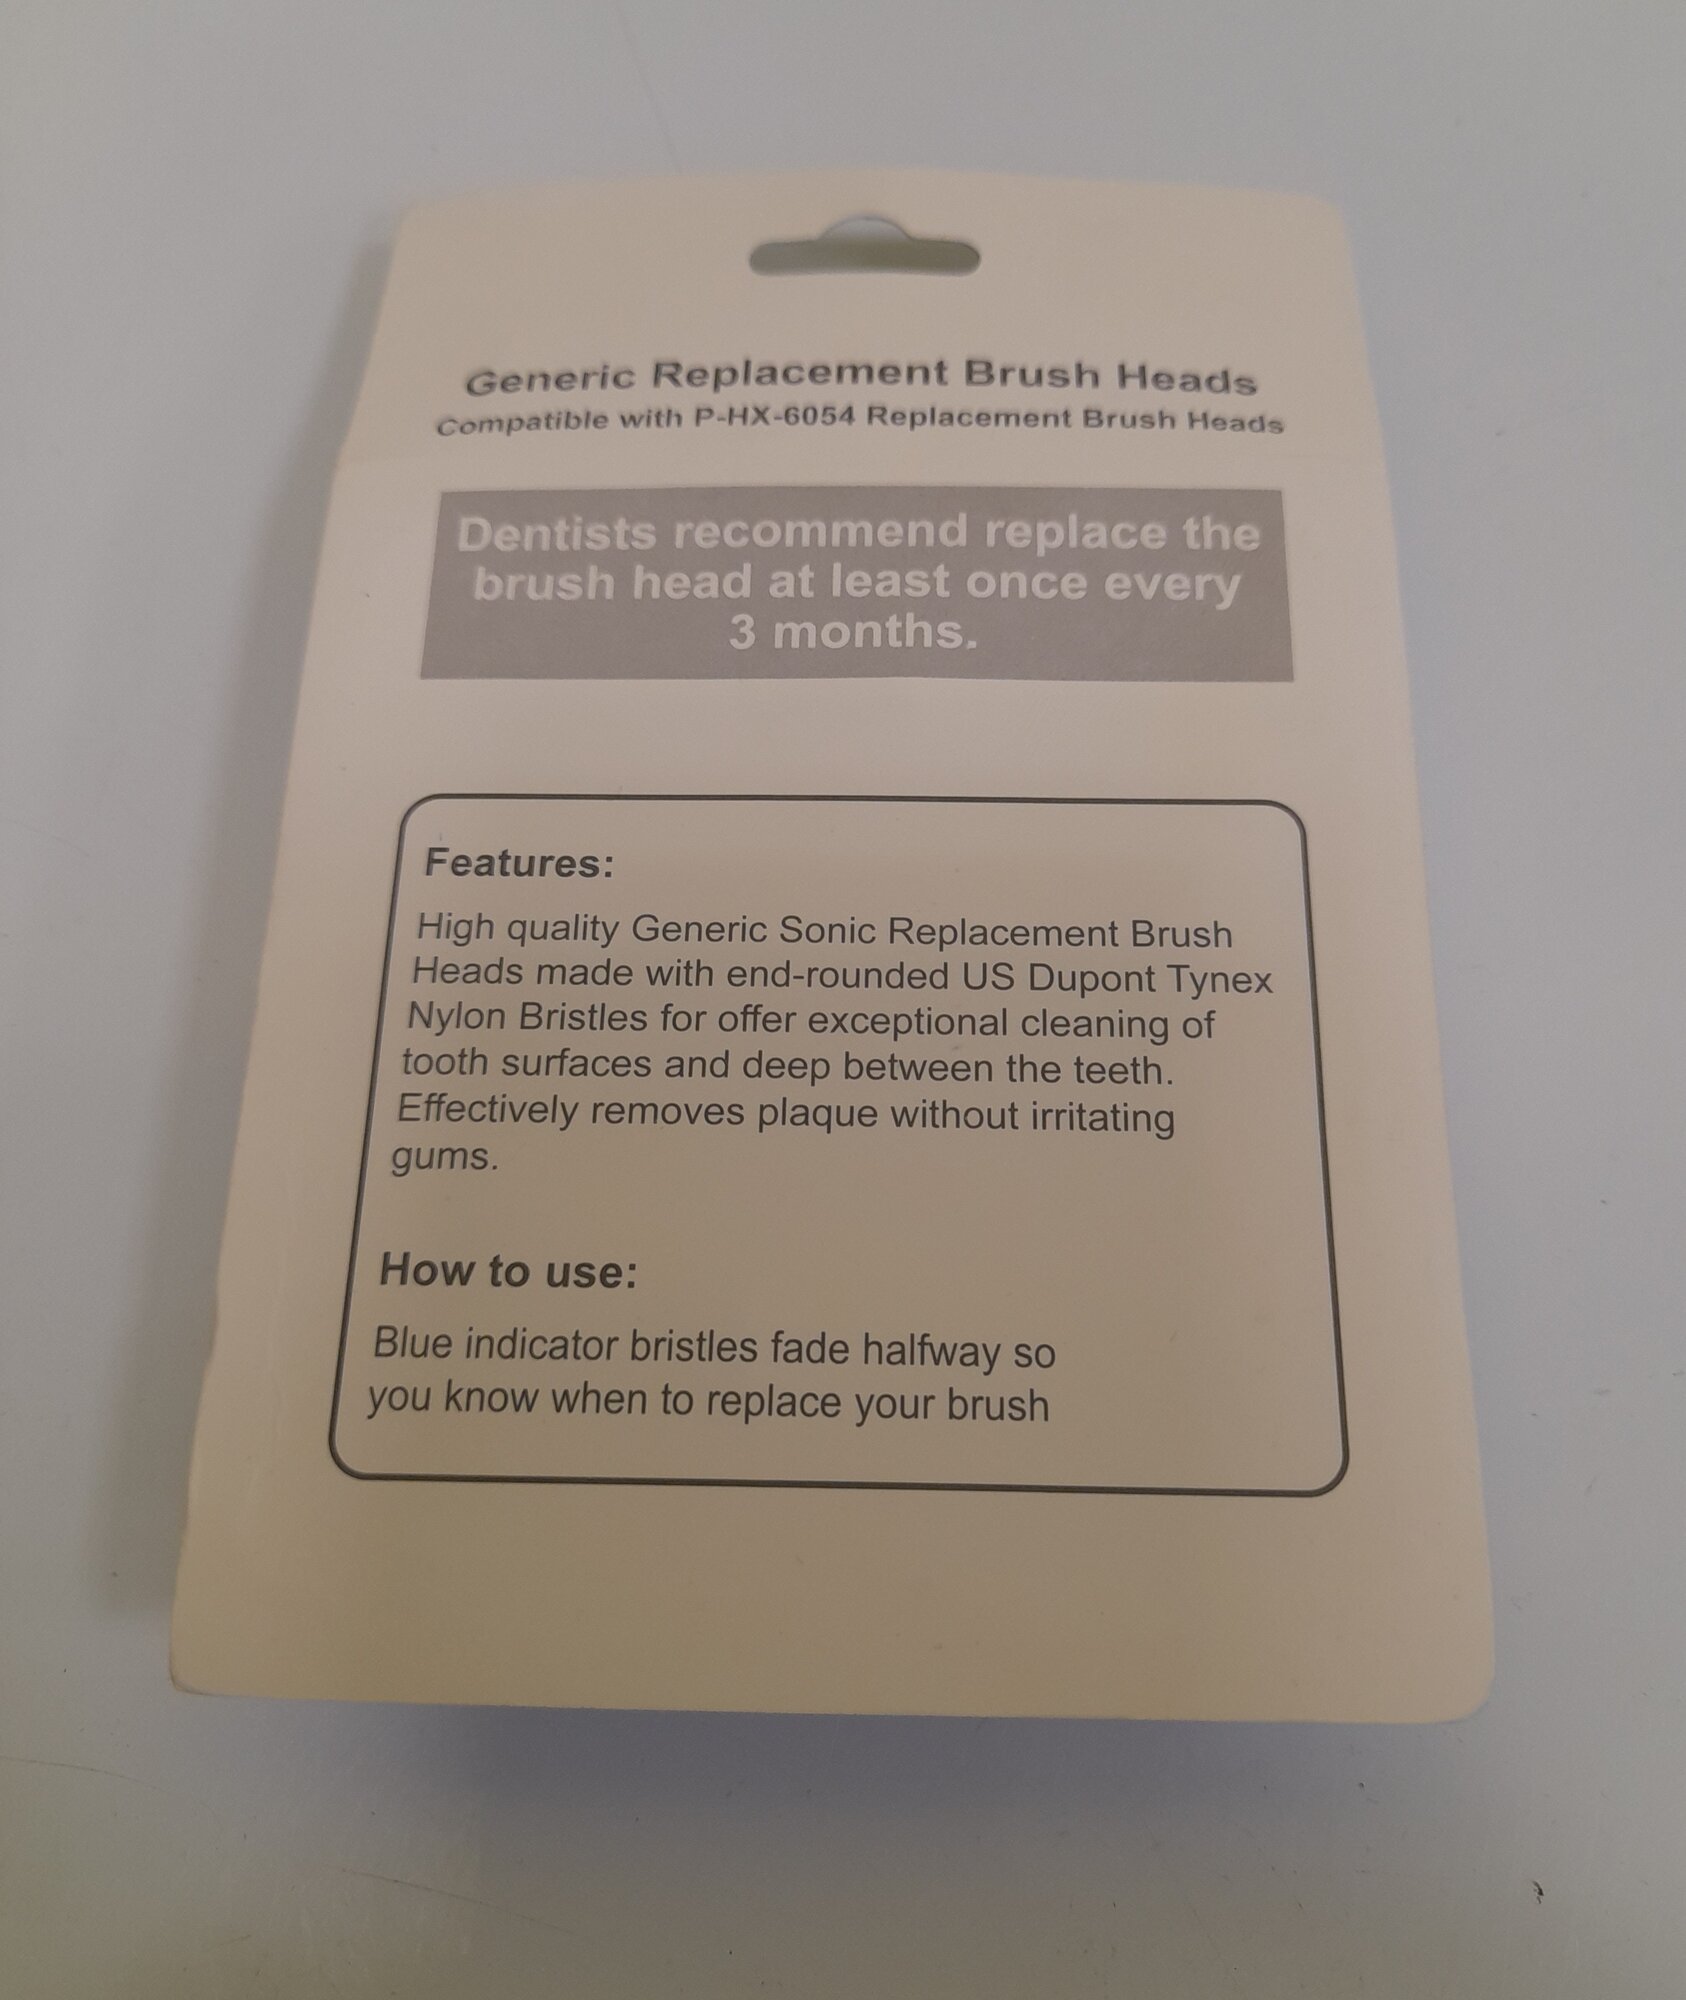 Generic Replacement Brush Heads
Compatible with P-HX-6054 Replacement Brush Heads
Dentists recommend replace the
brush head at least once every
3 months.
Features:
High quality Generic Sonic Replacement Brush
Heads made with end-rounded US Dupont Tynex
Nylon Bristles for offer exceptional cleaning of
tooth surfaces and deep between the teeth.
Effectively removes plaque without irritating
gums.
How to use:
Blue indicator bristles fade halfway so
you know when to replace your brush